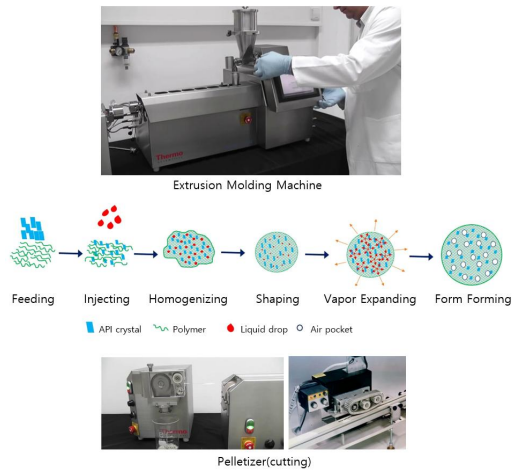 Thermo
Extrusion Molding Machine
Feeding Injecting Homogenizing Shaping Vapor Expanding Form Forming
API crystal Polymer Liquid drop Air pocket
Pelletizer(cutting)